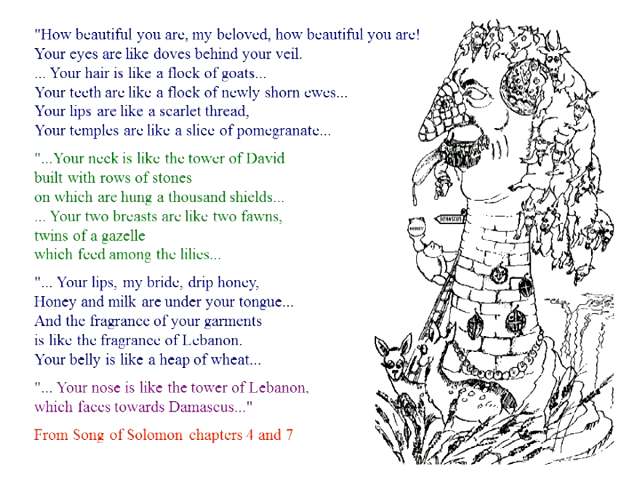 "How beautiful you are, my beloved, how beautiful you are!
Your eyes are like doves behind your veil.
... Your hair is like a flock of goats...
Your teeth are like a flock of newly shorn ewes...
Your lips are like a scarlet thread,
Your temples are like a slice of pomegranate...
"...Your neck is like the tower of David
built with rows of stones
on which are hung a thousand shields...
... Your two breasts are like two fawns,
twins of a gazelle
which feed among the lilies...
"... Your lips, my bride, drip honey,
Honey and milk are under your tongue...
And the fragrance of your garments
is like the fragrance of Lebanon.
Your belly is like a heap of wheat...
"... Your nose is like the tower of Lebanon,
which faces towards Damascus..."
From Song of Solomon chapters 4 and 7
DAMASCUS
HONEY